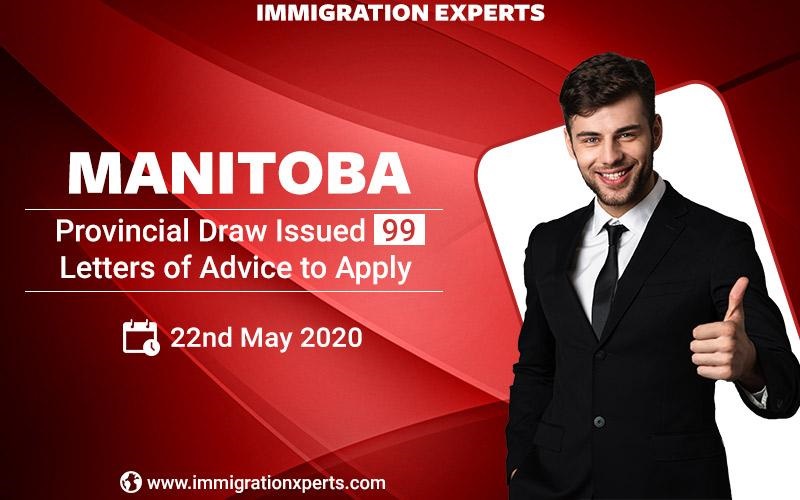 IMMIGRATION EXPERTS
MANITOBA
Provincial Draw Issued 99
Letters of Advice to Apply
22nd May 2020
www.immigrationxperts.com